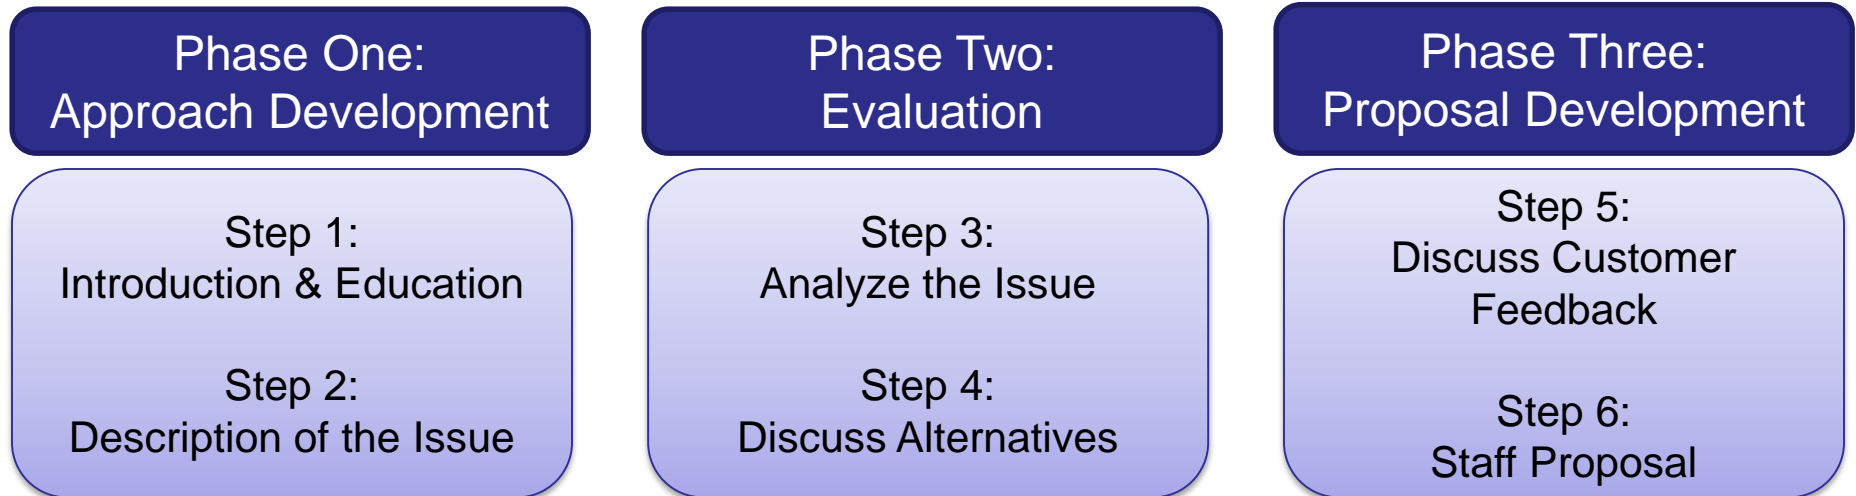 Phase One:
Approach Development
Step 1:
Introduction & Education
Step 2:
Description of the Issue
Phase Two:
Evaluation
Step 3:
Analyze the Issue
Step 4:
Discuss Alternatives
Phase Three:
Proposal Development
Step 5:
Discuss Customer
Feedback
Step 6:
Staff Proposal